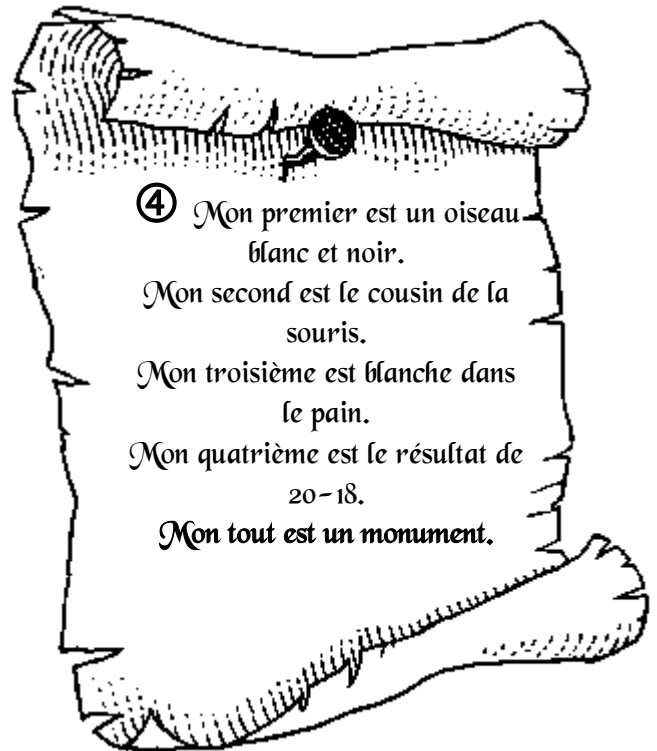 ④ Mon premier est un oiseau
blanc et noir.
Mon second est le cousin de la
souris.
Mon troisième est blanche dans
le pain.
Mon quatrième est le résultat de
20-18.
Mon tout est un monument.